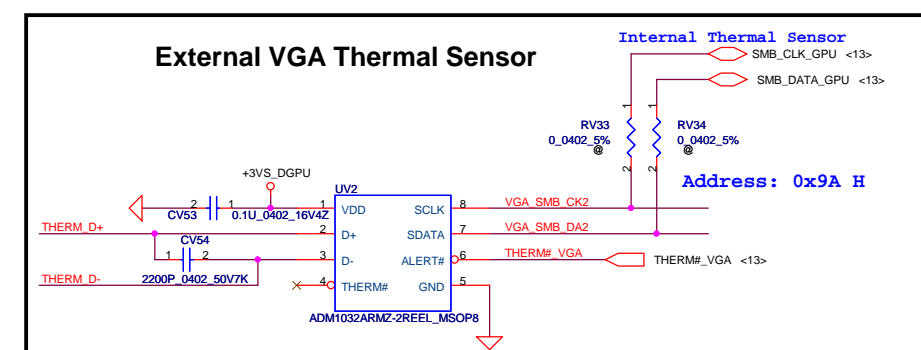 Internal Thermal Sensor
External VGA Thermal Sensor
SMB_CLK_GPU <13>
SMB_DATA_GPU <13>
1
1
RV33
RV34
0_0402_5%
0_0402_5%
@
@
2
2
+3VS_DGPU
Address: 0x9A H
UV2
2
1
1
VDD
SCLK
8
VGA_SMB_CK2
CV53
0.1U_0402_16V4Z
THERM_D+
2
D+
SDATA
7
VGA_SMB_DA2
CV54
1
2
3
D-
ALERT#
6
THERM#_VGA
THERM#_VGA <13>
THERM_D-
2200P_0402_50V7K
4
THERM#
GND
5
ADM1032ARMZ-2REEL_MSOP8